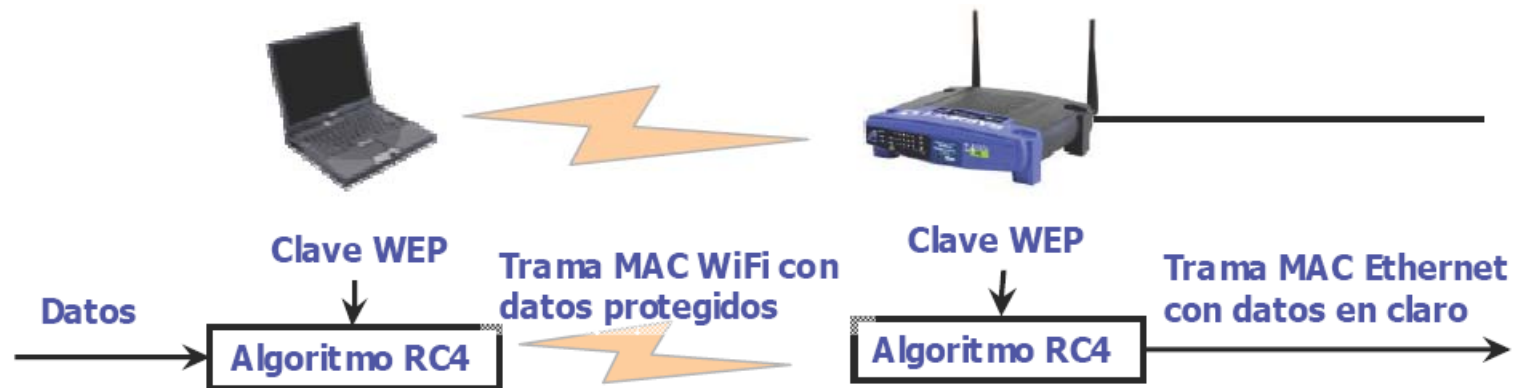 Clave WEP
Clave WEP
Trama MAC WiFi con
datos protegidos
Trama MAC Ethernet
con datos en claro
Datos
Algoritmo RC4
Algoritmo RC4